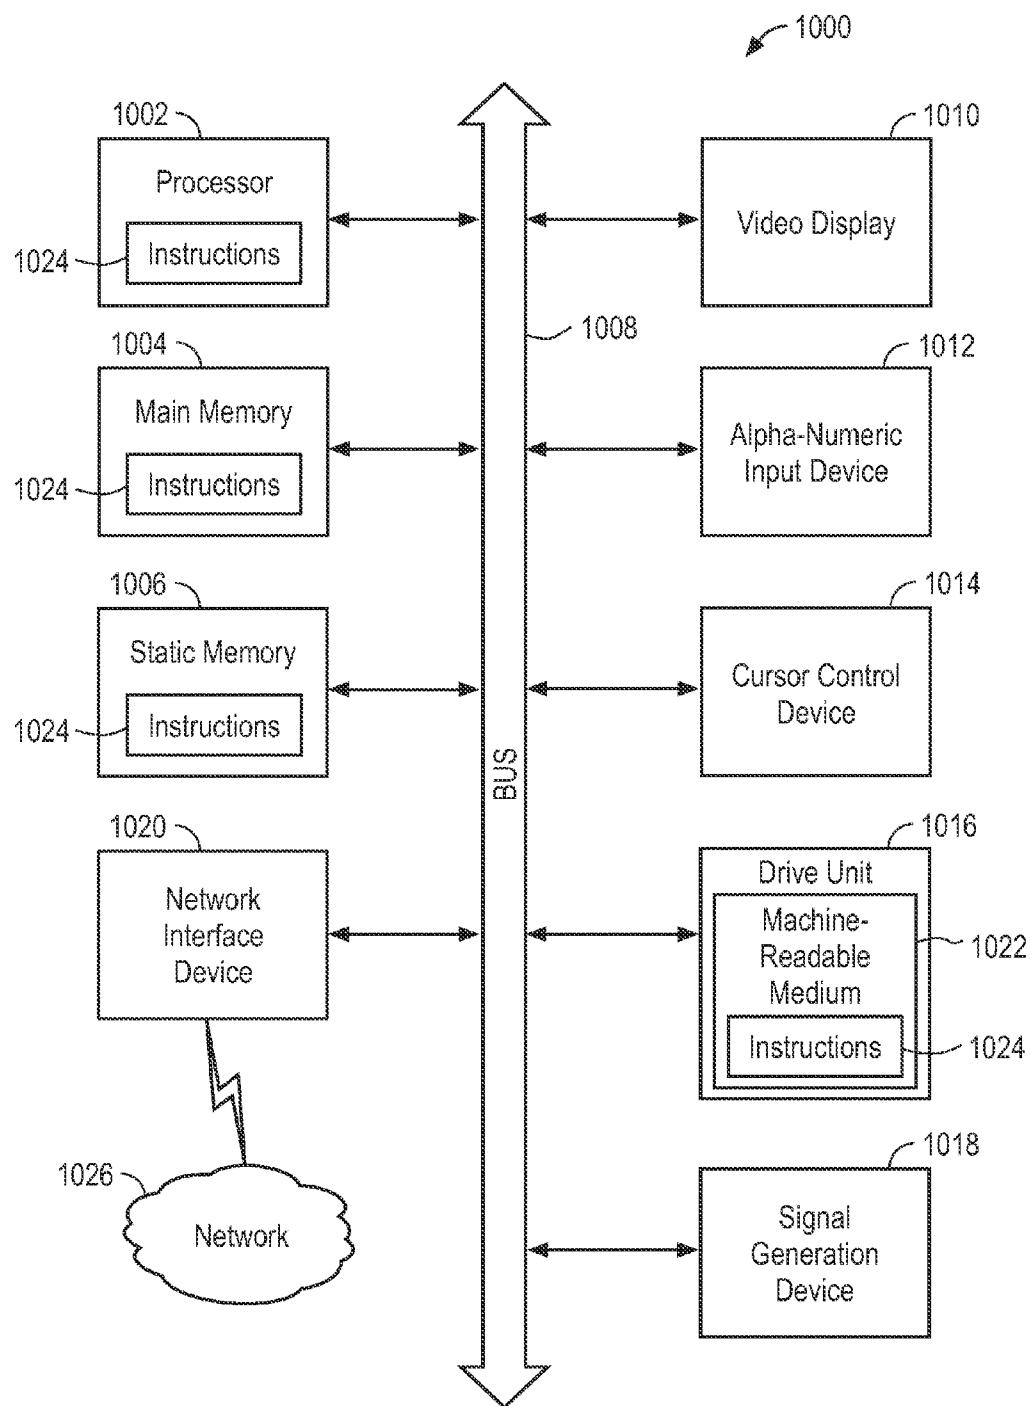 1000
1002
Processor
1024
Instructions
1004
Main Memory
1024
Instructions
1006
Static Memory
1024
Instructions
1020
Network
Interface
Device
1026
Network
BUS
1008
1010
Video Display
1012
Alpha-Numeric
Input Device
1014
Cursor Control
Device
1016
Drive Unit
Machine-
Readable
Medium
1022
Instructions
1024
1018
Signal
Generation
Device